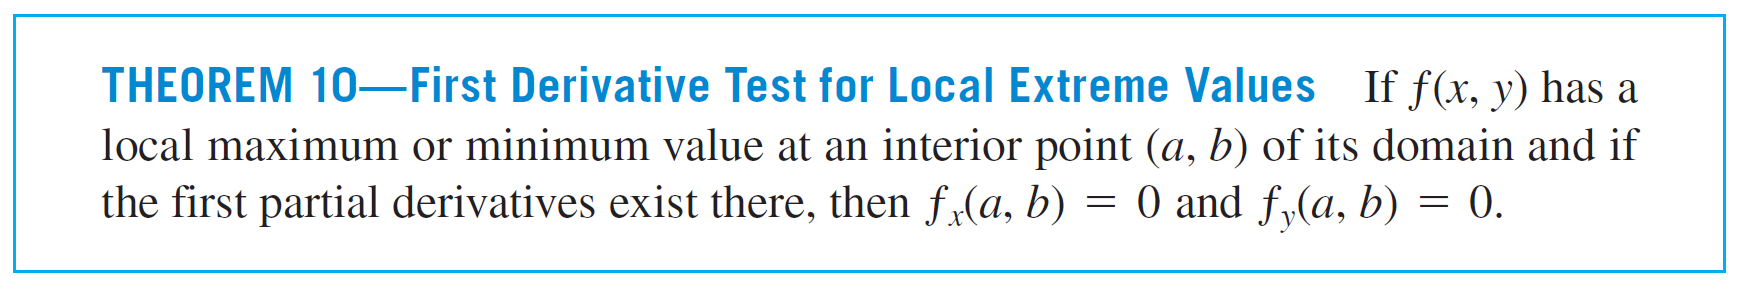 THEOREM 10—First Derivative Test for Local Extreme Values If f(x, y) has a
local maximum or minimum value at an interior point (a, b) of its domain and if
the first partial derivatives exist there, then fₓ(a, b) = 0 and f_y(a, b) = 0.